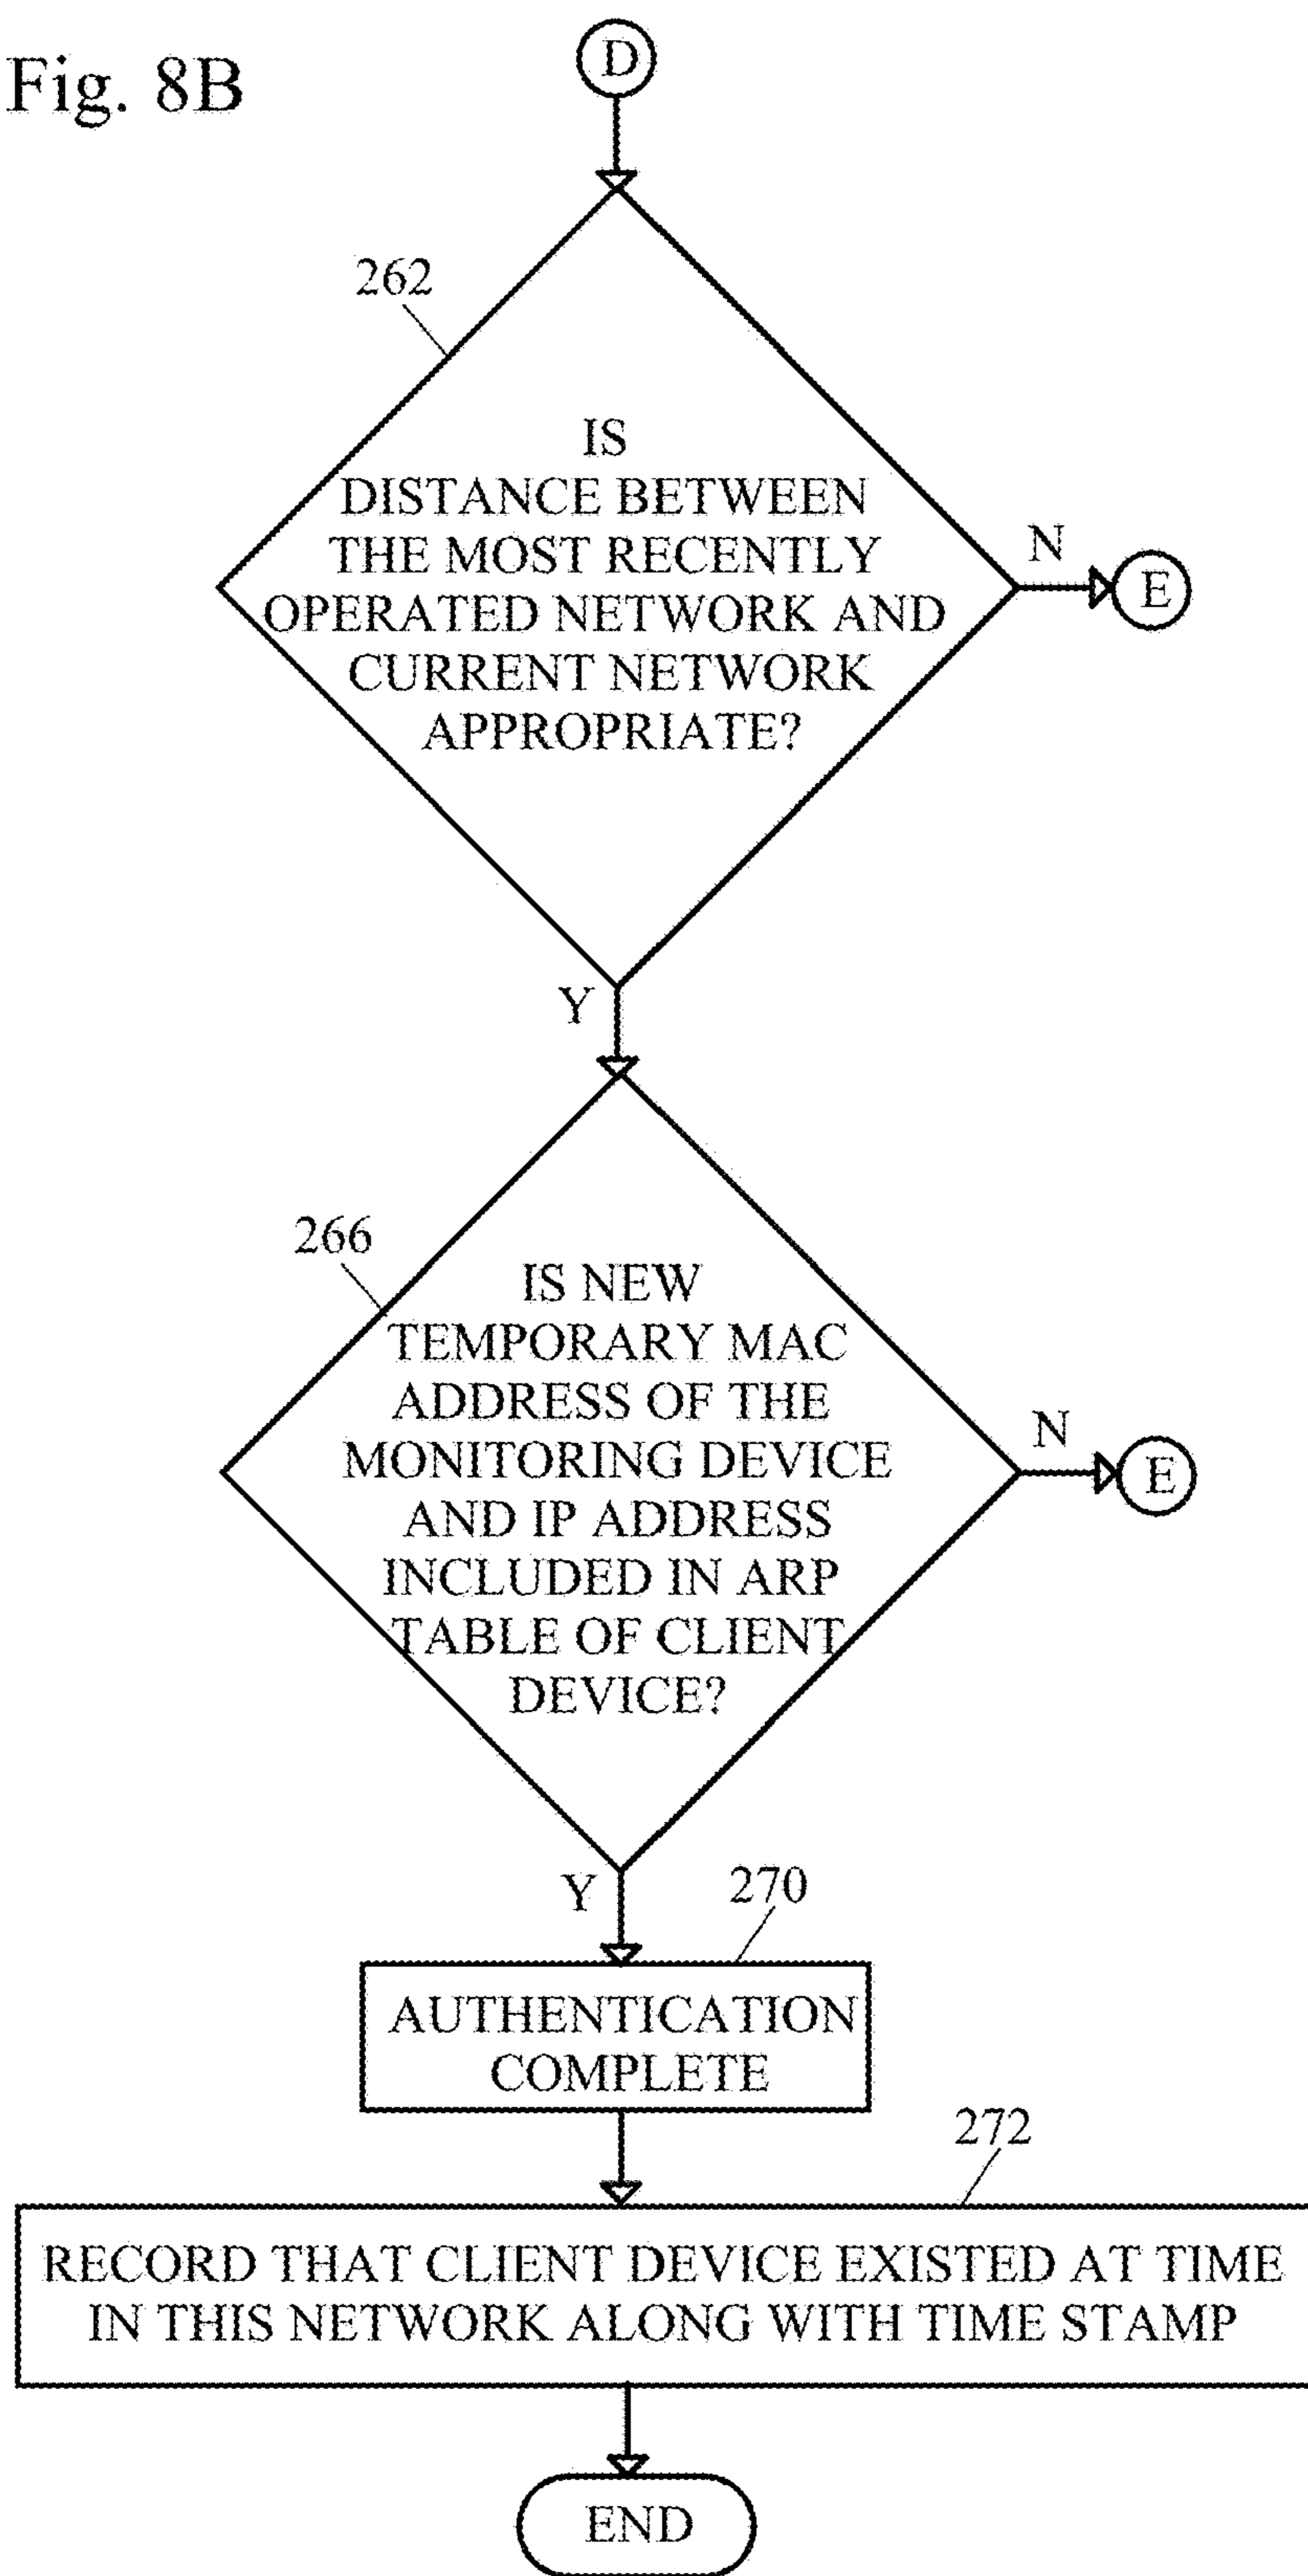 Fig. 8B
D
262
IS
DISTANCE BETWEEN
THE MOST RECENTLY
OPERATED NETWORK AND
CURRENT NETWORK
APPROPRIATE?
N
E
Y
266
IS NEW
TEMPORARY MAC
ADDRESS OF THE
MONITORING DEVICE
AND IP ADDRESS
INCLUDED IN ARP
TABLE OF CLIENT
DEVICE?
N
E
Y
270
AUTHENTICATION
COMPLETE
272
RECORD THAT CLIENT DEVICE EXISTED AT TIME
IN THIS NETWORK ALONG WITH TIME STAMP
END